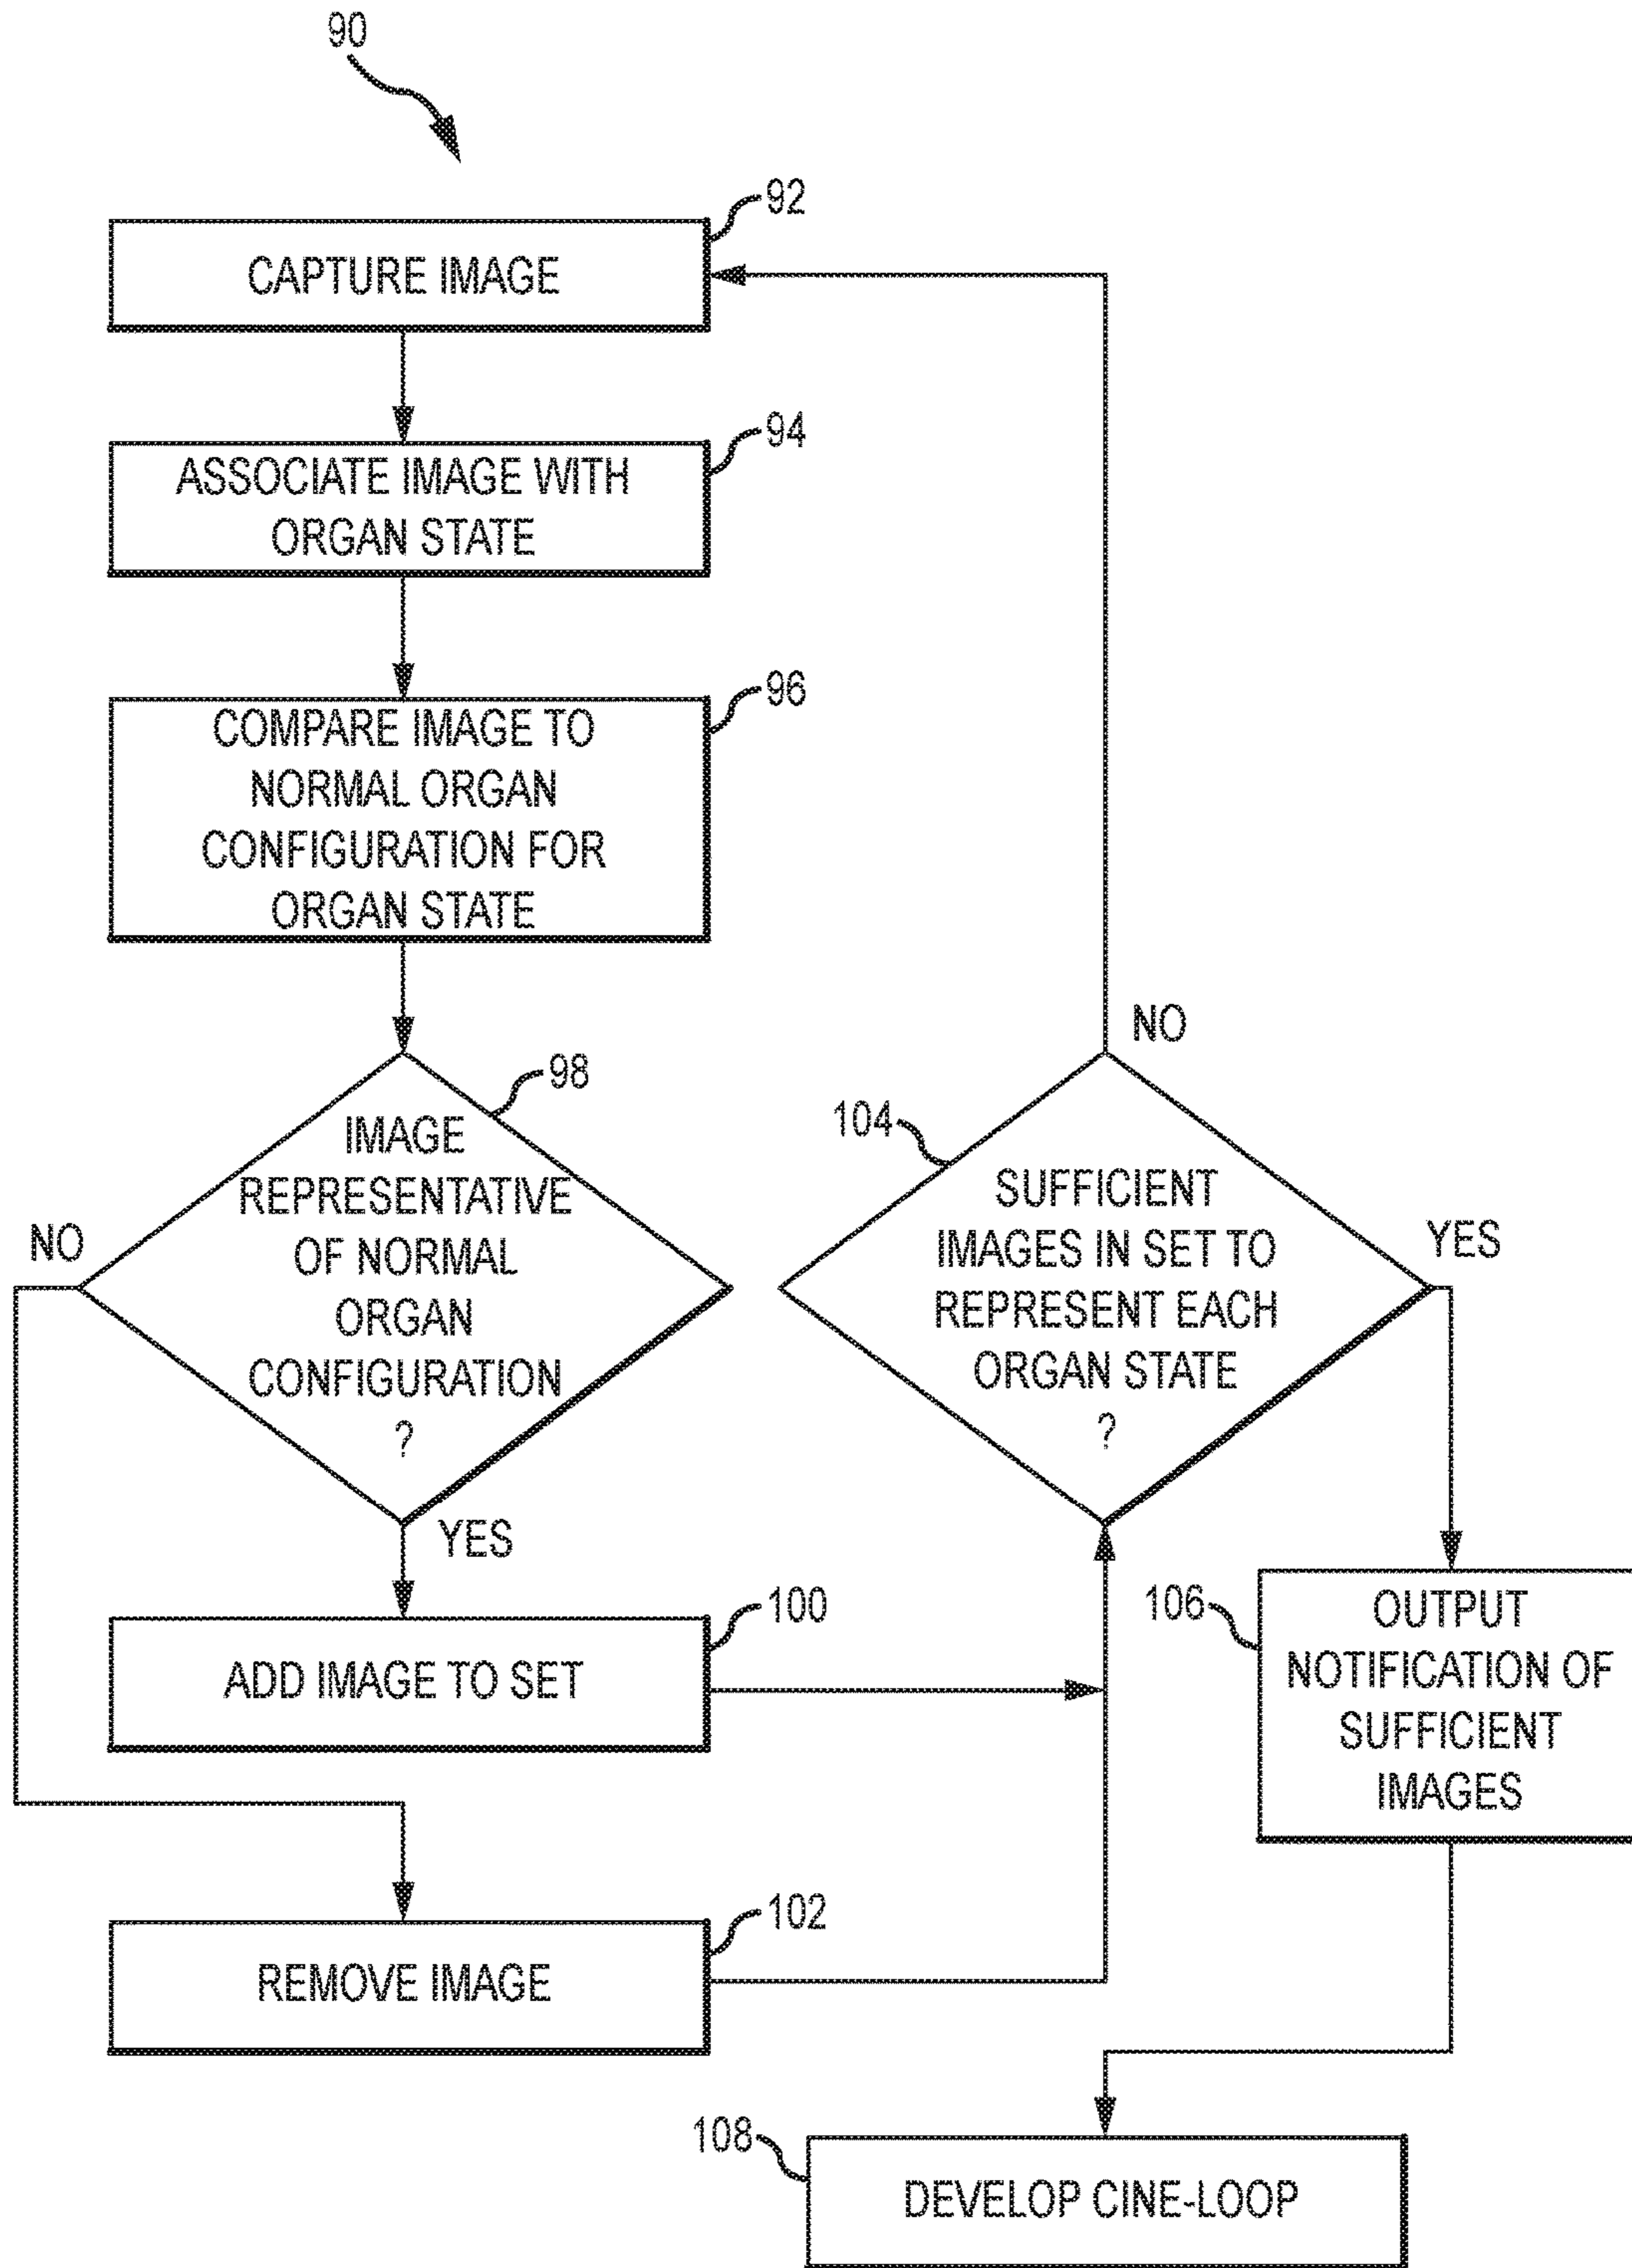 90
92
CAPTURE IMAGE
94
ASSOCIATE IMAGE WITH
ORGAN STATE
96
COMPARE IMAGE TO
NORMAL ORGAN
CONFIGURATION FOR
ORGAN STATE
98
IMAGE
REPRESENTATIVE
OF NORMAL
ORGAN
CONFIGURATION
?
NO
YES
100
ADD IMAGE TO SET
102
REMOVE IMAGE
104
SUFFICIENT
IMAGES IN SET TO
REPRESENT EACH
ORGAN STATE
?
NO
YES
106
OUTPUT
NOTIFICATION OF
SUFFICIENT
IMAGES
108
DEVELOP CINE-LOOP